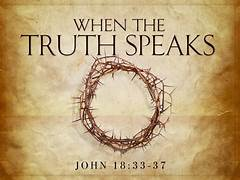 WHEN THE
TRUTH SPEAKS
JOHN 18:33-37